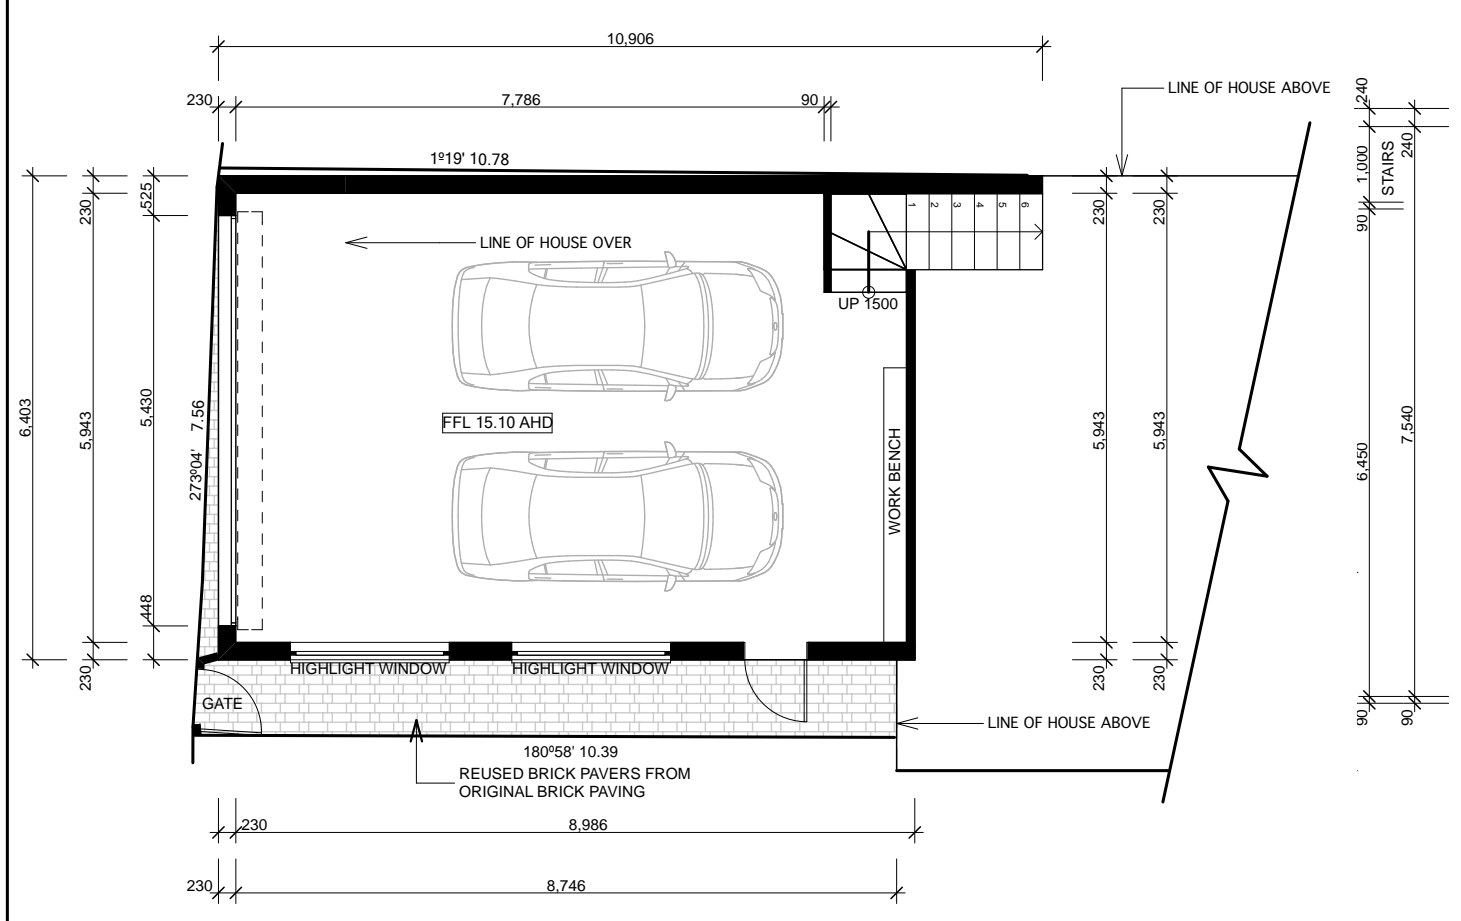 10,906
230
7,786
90
LINE OF HOUSE ABOVE
240
240
1,000
STAIRS
90
6,450
7,540
90
90
1º19' 10.78
525
230
6,403
5,943
5,430
448
230
273º04' 7.56
LINE OF HOUSE OVER
1
2
3
4
5
6
UP 1500
230
230
5,943
5,943
230
230
FFL 15.10 AHD
WORK BENCH
HIGHLIGHT WINDOW
HIGHLIGHT WINDOW
GATE
LINE OF HOUSE ABOVE
180º58' 10.39
REUSED BRICK PAVERS FROM
ORIGINAL BRICK PAVING
230
8,986
230
8,746